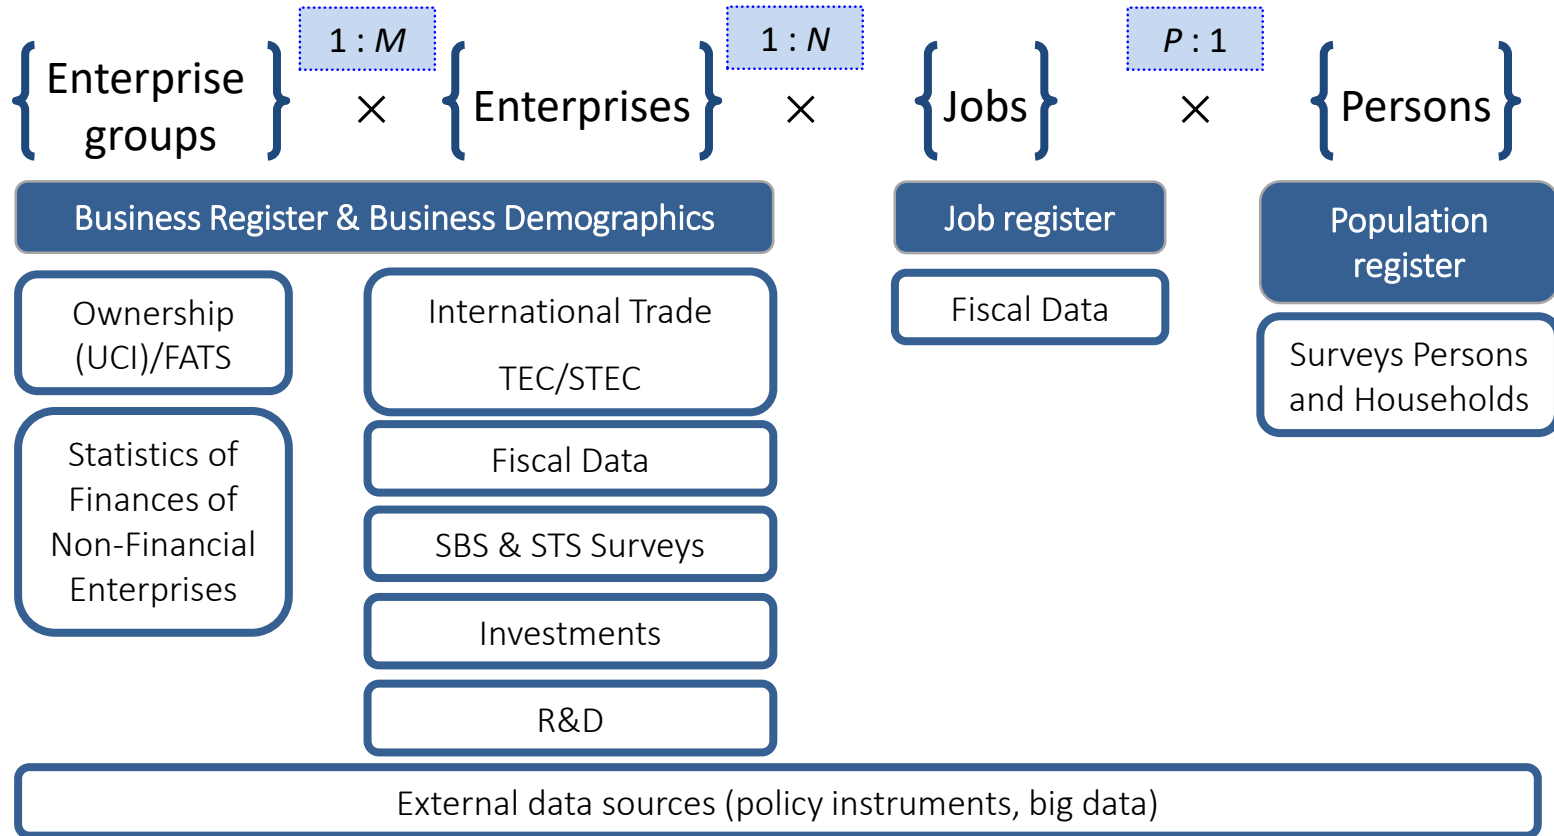 1 : M
1 : N
P : 1
{ Enterprise groups } × { Enterprises } × { Jobs } × { Persons }
Business Register & Business Demographics
Job register
Population
register
Ownership
(UCI)/FATS
International Trade
TEC/STEC
Fiscal Data
Surveys Persons
and Households
Statistics of
Finances of
Non-Financial
Enterprises
Fiscal Data
SBS & STS Surveys
Investments
R&D
External data sources (policy instruments, big data)